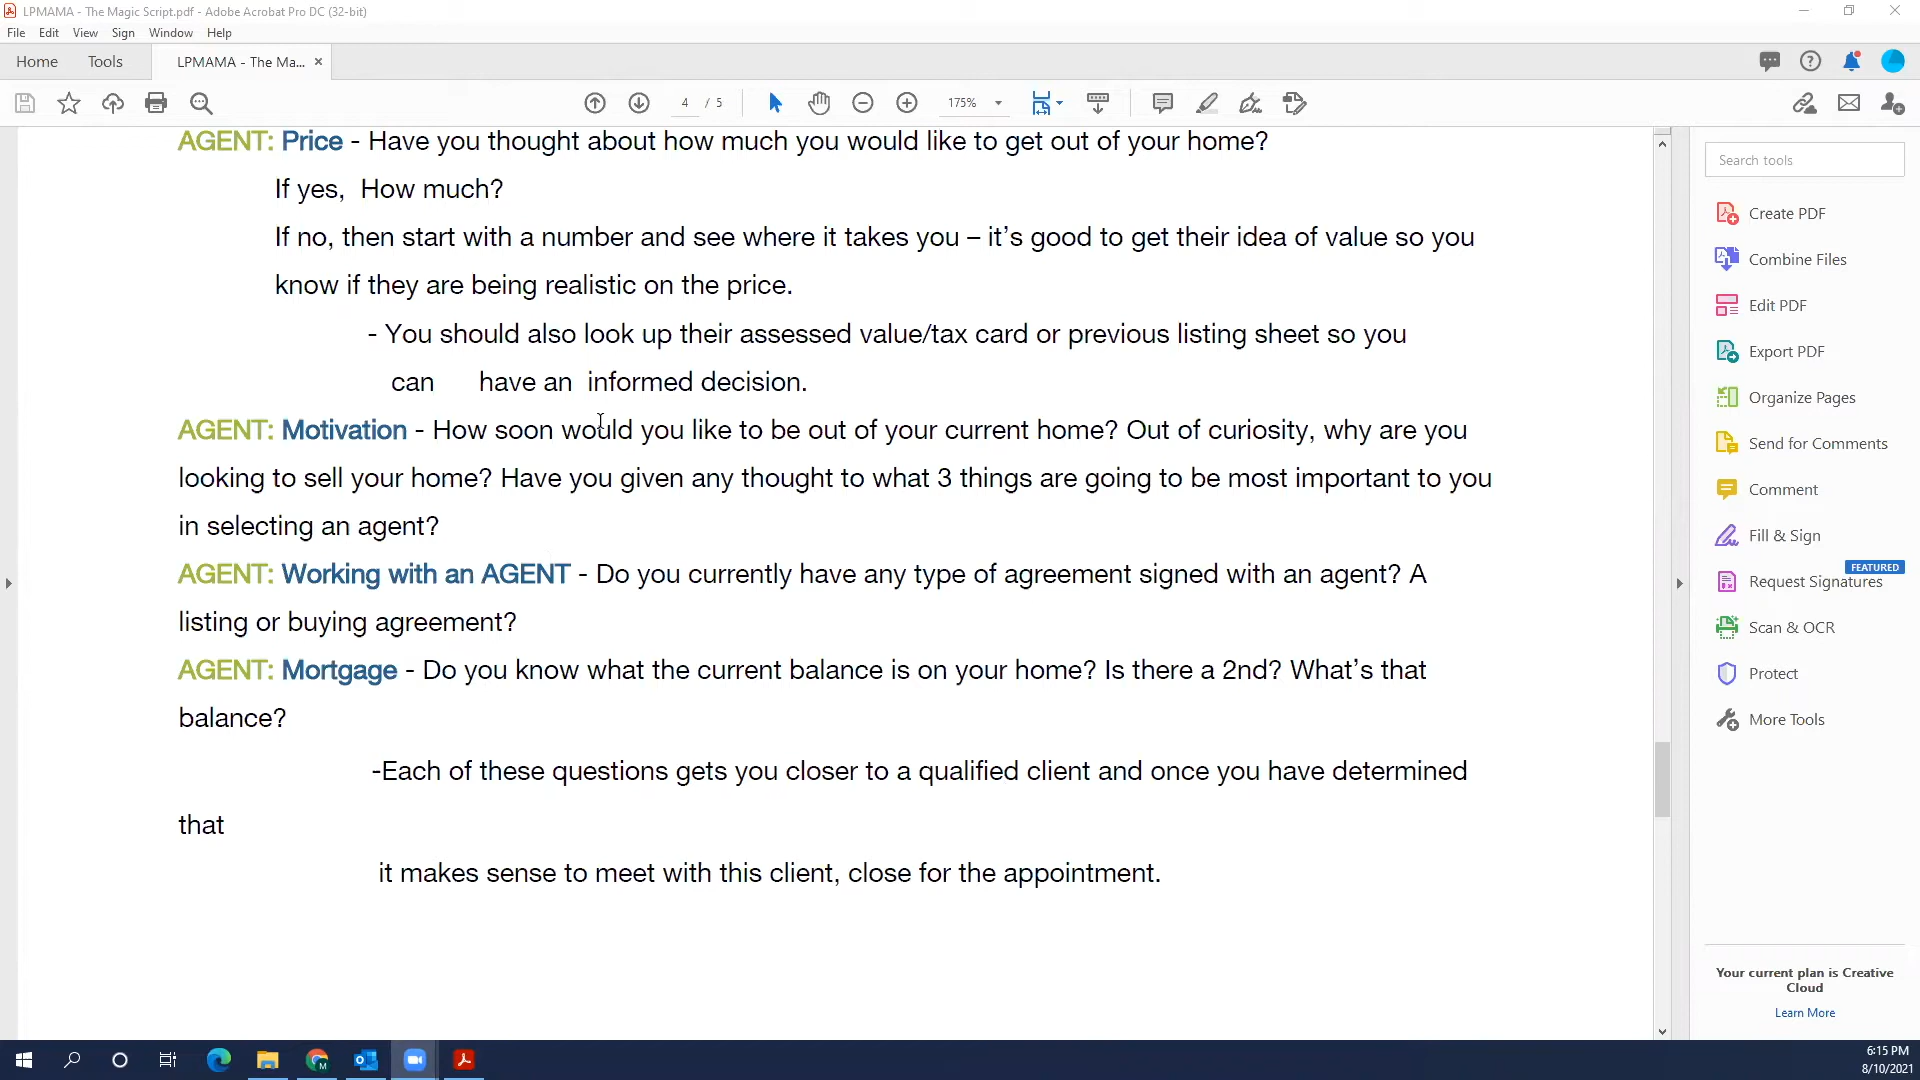 LPMAMA - The Magic Script.pdf - Adobe Acrobat Pro DC (32-bit)
File Edit View Sign Window Help
Home Tools LPMAMA - The Ma... ×
4 / 5 175%
AGENT: Price - Have you thought about how much you would like to get out of your home?
If yes, How much?
If no, then start with a number and see where it takes you – it’s good to get their idea of value so you
know if they are being realistic on the price.
- You should also look up their assessed value/tax card or previous listing sheet so you
can have an informed decision.
AGENT: Motivation - How soon would you like to be out of your current home? Out of curiosity, why are you
looking to sell your home? Have you given any thought to what 3 things are going to be most important to you
in selecting an agent?
AGENT: Working with an AGENT - Do you currently have any type of agreement signed with an agent? A
listing or buying agreement?
AGENT: Mortgage - Do you know what the current balance is on your home? Is there a 2nd? What’s that
balance?
-Each of these questions gets you closer to a qualified client and once you have determined
that
it makes sense to meet with this client, close for the appointment.
Search tools
Create PDF
Combine Files
Edit PDF
Export PDF
Organize Pages
Send for Comments
Comment
Fill & Sign
FEATURED
Request Signatures
Scan & OCR
Protect
More Tools
Your current plan is Creative
Cloud
Learn More
6:15 PM
8/10/2021